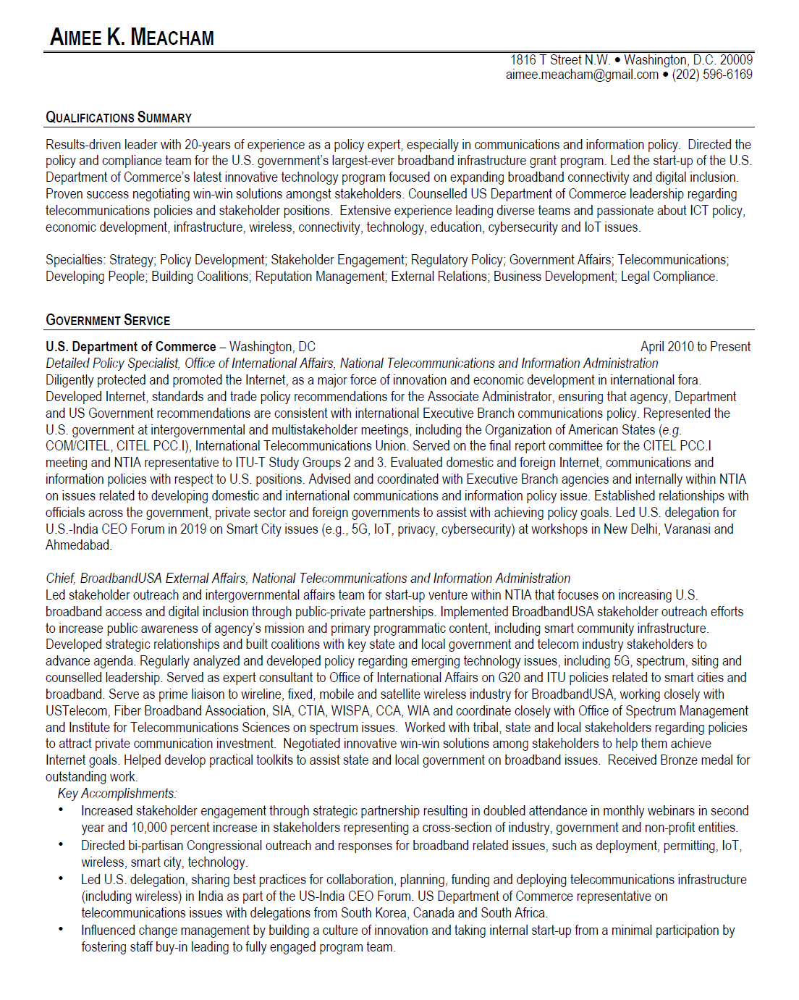 AIMEE K. MEACHAM
1816 T Street N.W. • Washington, D.C. 20009
aimee.meacham@gmail.com • (202) 596-6169
QUALIFICATIONS SUMMARY
Results-driven leader with 20-years of experience as a policy expert, especially in communications and information policy.  Directed the
policy and compliance team for the U.S. government's largest-ever broadband infrastructure grant program. Led the start-up of the U.S.
Department of Commerce's latest innovative technology program focused on expanding broadband connectivity and digital inclusion.
Proven success negotiating win-win solutions amongst stakeholders. Counselled US Department of Commerce leadership regarding
telecommunications policies and stakeholder positions.  Extensive experience leading diverse teams and passionate about ICT policy,
economic development, infrastructure, wireless, connectivity, technology, education, cybersecurity and IoT issues.
Specialties: Strategy; Policy Development; Stakeholder Engagement; Regulatory Policy; Government Affairs; Telecommunications;
Developing People; Building Coalitions; Reputation Management; External Relations; Business Development; Legal Compliance.
GOVERNMENT SERVICE
U.S. Department of Commerce – Washington, DC April 2010 to Present
Detailed Policy Specialist, Office of International Affairs, National Telecommunications and Information Administration
Diligently protected and promoted the Internet, as a major force of innovation and economic development in international fora.
Developed Internet, standards and trade policy recommendations for the Associate Administrator, ensuring that agency, Department
and US Government recommendations are consistent with international Executive Branch communications policy. Represented the
U.S. government at intergovernmental and multistakeholder meetings, including the Organization of American States (e.g.
COM/CITEL, CITEL PCC.I), International Telecommunications Union. Served on the final report committee for the CITEL PCC.I
meeting and NTIA representative to ITU-T Study Groups 2 and 3. Evaluated domestic and foreign Internet, communications and
information policies with respect to U.S. positions. Advised and coordinated with Executive Branch agencies and internally within NTIA
on issues related to developing domestic and international communications and information policy issue. Established relationships with
officials across the government, private sector and foreign governments to assist with achieving policy goals. Led U.S. delegation for
U.S.-India CEO Forum in 2019 on Smart City issues (e.g., 5G, IoT, privacy, cybersecurity) at workshops in New Delhi, Varanasi and
Ahmedabad.
Chief, BroadbandUSA External Affairs, National Telecommunications and Information Administration
Led stakeholder outreach and intergovernmental affairs team for start-up venture within NTIA that focuses on increasing U.S.
broadband access and digital inclusion through public-private partnerships. Implemented BroadbandUSA stakeholder outreach efforts
to increase public awareness of agency's mission and primary programmatic content, including smart community infrastructure.
Developed strategic relationships and built coalitions with key state and local government and telecom industry stakeholders to
advance agenda. Regularly analyzed and developed policy regarding emerging technology issues, including 5G, spectrum, siting and
counselled leadership. Served as expert consultant to Office of International Affairs on G20 and ITU policies related to smart cities and
broadband. Serve as prime liaison to wireline, fixed, mobile and satellite wireless industry for BroadbandUSA, working closely with
USTelecom, Fiber Broadband Association, SIA, CTIA, WISPA, CCA, WIA and coordinate closely with Office of Spectrum Management
and Institute for Telecommunications Sciences on spectrum issues.  Worked with tribal, state and local stakeholders regarding policies
to attract private communication investment.  Negotiated innovative win-win solutions among stakeholders to help them achieve
Internet goals. Helped develop practical toolkits to assist state and local government on broadband issues.  Received Bronze medal for
outstanding work.
Key Accomplishments:
• Increased stakeholder engagement through strategic partnership resulting in doubled attendance in monthly webinars in second
year and 10,000 percent increase in stakeholders representing a cross-section of industry, government and non-profit entities.
• Directed bi-partisan Congressional outreach and responses for broadband related issues, such as deployment, permitting, IoT,
wireless, smart city, technology.
• Led U.S. delegation, sharing best practices for collaboration, planning, funding and deploying telecommunications infrastructure
(including wireless) in India as part of the US-India CEO Forum. US Department of Commerce representative on
telecommunications issues with delegations from South Korea, Canada and South Africa.
• Influenced change management by building a culture of innovation and taking internal start-up from a minimal participation by
fostering staff buy-in leading to fully engaged program team.